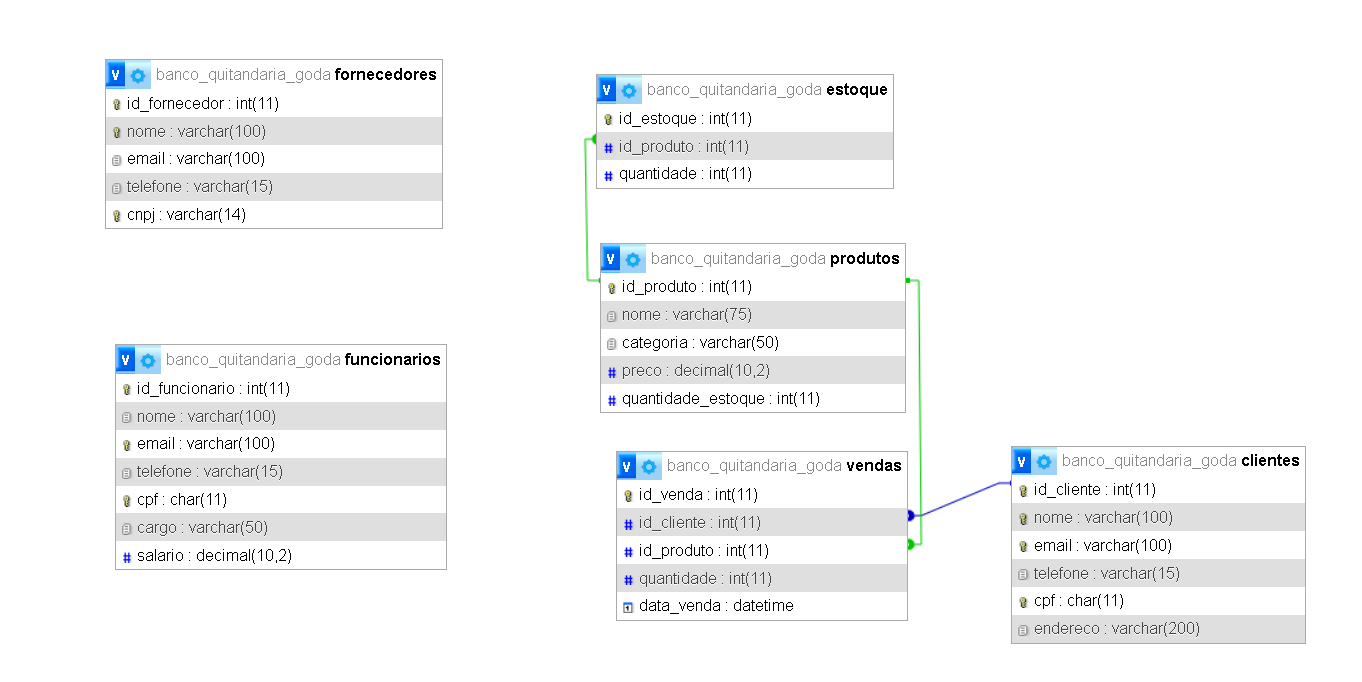 V banco_quitandaria_goda fornecedores
id_fornecedor : int(11)
nome : varchar(100)
email : varchar(100)
telefone : varchar(15)
cnpj : varchar(14)
V banco_quitandaria_goda estoque
id_estoque : int(11)
# id_produto : int(11)
# quantidade : int(11)
V banco_quitandaria_goda produtos
id_produto : int(11)
nome : varchar(75)
categoria : varchar(50)
# preco : decimal(10,2)
# quantidade_estoque : int(11)
V banco_quitandaria_goda funcionarios
id_funcionario : int(11)
nome : varchar(100)
email : varchar(100)
telefone : varchar(15)
cpf : char(11)
cargo : varchar(50)
# salario : decimal(10,2)
V banco_quitandaria_goda vendas
id_venda : int(11)
# id_cliente : int(11)
# id_produto : int(11)
# quantidade : int(11)
data_venda : datetime
V banco_quitandaria_goda clientes
id_cliente : int(11)
nome : varchar(100)
email : varchar(100)
telefone : varchar(15)
cpf : char(11)
endereco : varchar(200)